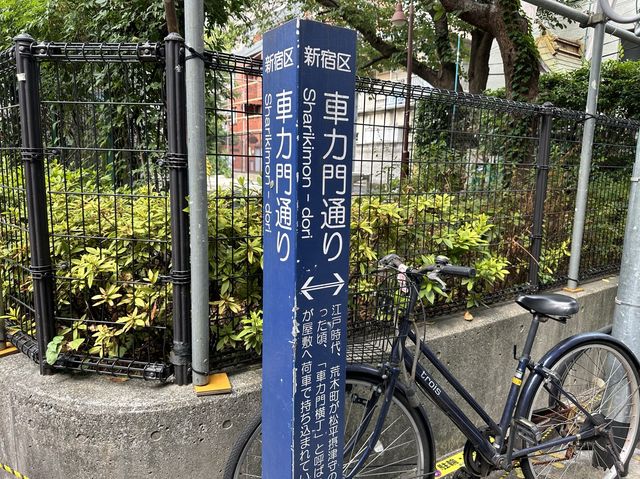 新宿区
車力門通り
Sharikimon - dori
新宿区
車力門通り
Sharikimon - dori
江戸時代、荒木町が松平摂津守の
った頃、「車力門横丁」と呼ば
が屋敷へ荷車で持ち込まれてい
trois